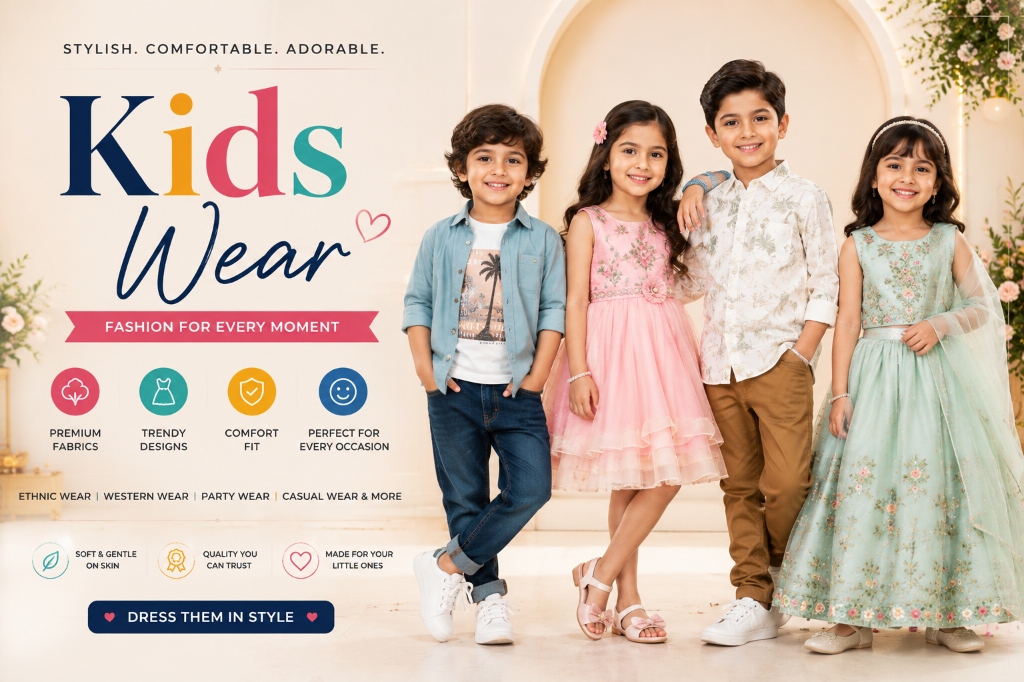 STYLISH. COMFORTABLE. ADORABLE.
Kids
Wear
FASHION FOR EVERY MOMENT
PREMIUM
FABRICS
TRENDY
DESIGNS
COMFORT
FIT
PERFECT FOR
EVERY OCCASION
ETHNIC WEAR | WESTERN WEAR | PARTY WEAR | CASUAL WEAR & MORE
SOFT & GENTLE
ON SKIN
QUALITY YOU
CAN TRUST
MADE FOR YOUR
LITTLE ONES
DRESS THEM IN STYLE